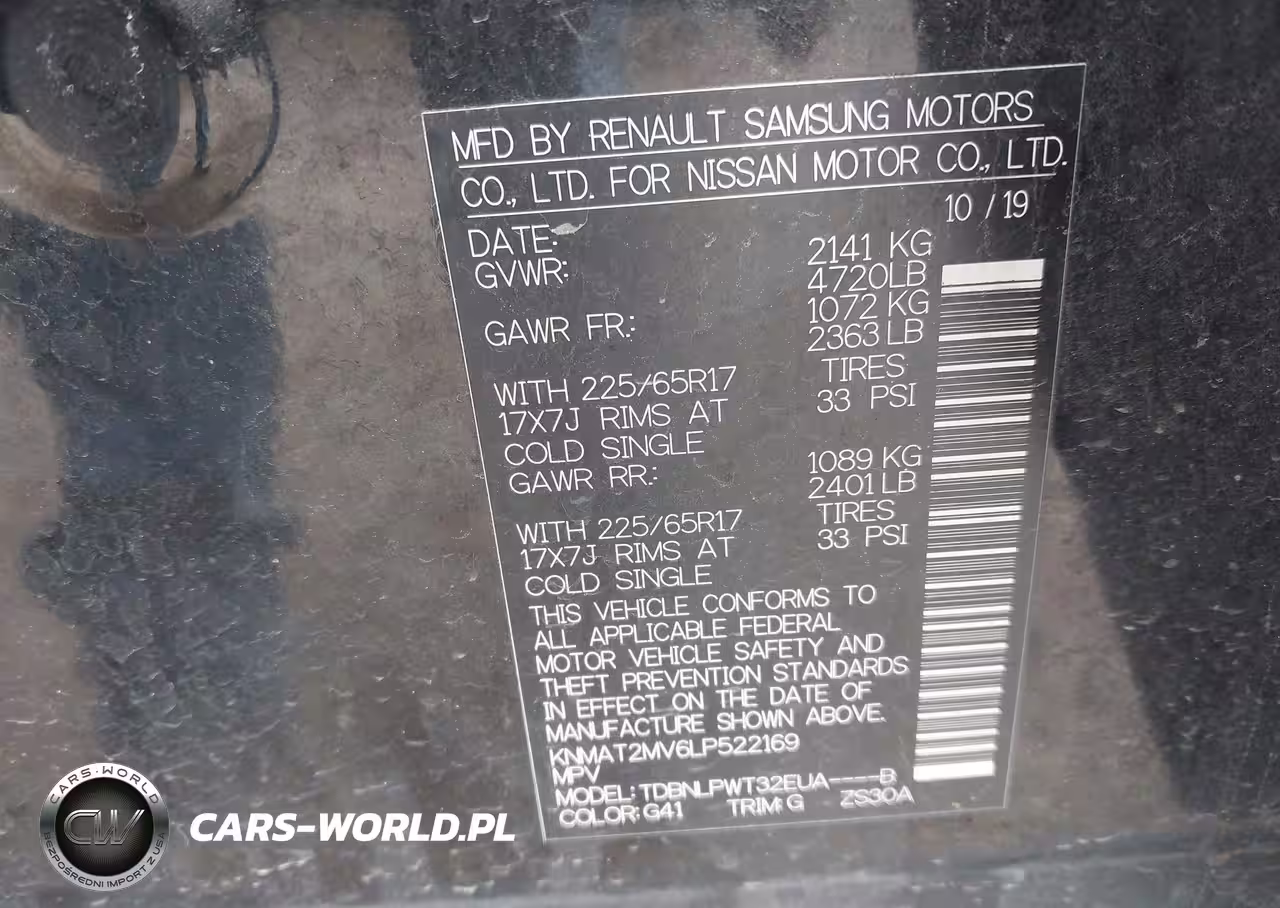 MFD BY RENAULT SAMSUNG MOTORS
CO., LTD. FOR NISSAN MOTOR CO., LTD.
DATE: 10 / 19
GVWR: 2141 KG
4720LB
GAWR FR.: 1072 KG
2363 LB
WITH 225/65R17 TIRES
17X7J RIMS AT 33 PSI
COLD SINGLE
GAWR RR.: 1089 KG
2401 LB
WITH 225/65R17 TIRES
17X7J RIMS AT 33 PSI
COLD SINGLE
THIS VEHICLE CONFORMS TO
ALL APPLICABLE FEDERAL
MOTOR VEHICLE SAFETY AND
THEFT PREVENTION STANDARDS
IN EFFECT ON THE DATE OF
MANUFACTURE SHOWN ABOVE.
KNMAT2MV6LP522169
MPV
MODEL: TDBNLPWT32EUA----B
COLOR: G41 TRIM: G ZS30A
CARS-WORLD
CW
BEZPOŚREDNI IMPORT Z USA
CARS-WORLD.PL